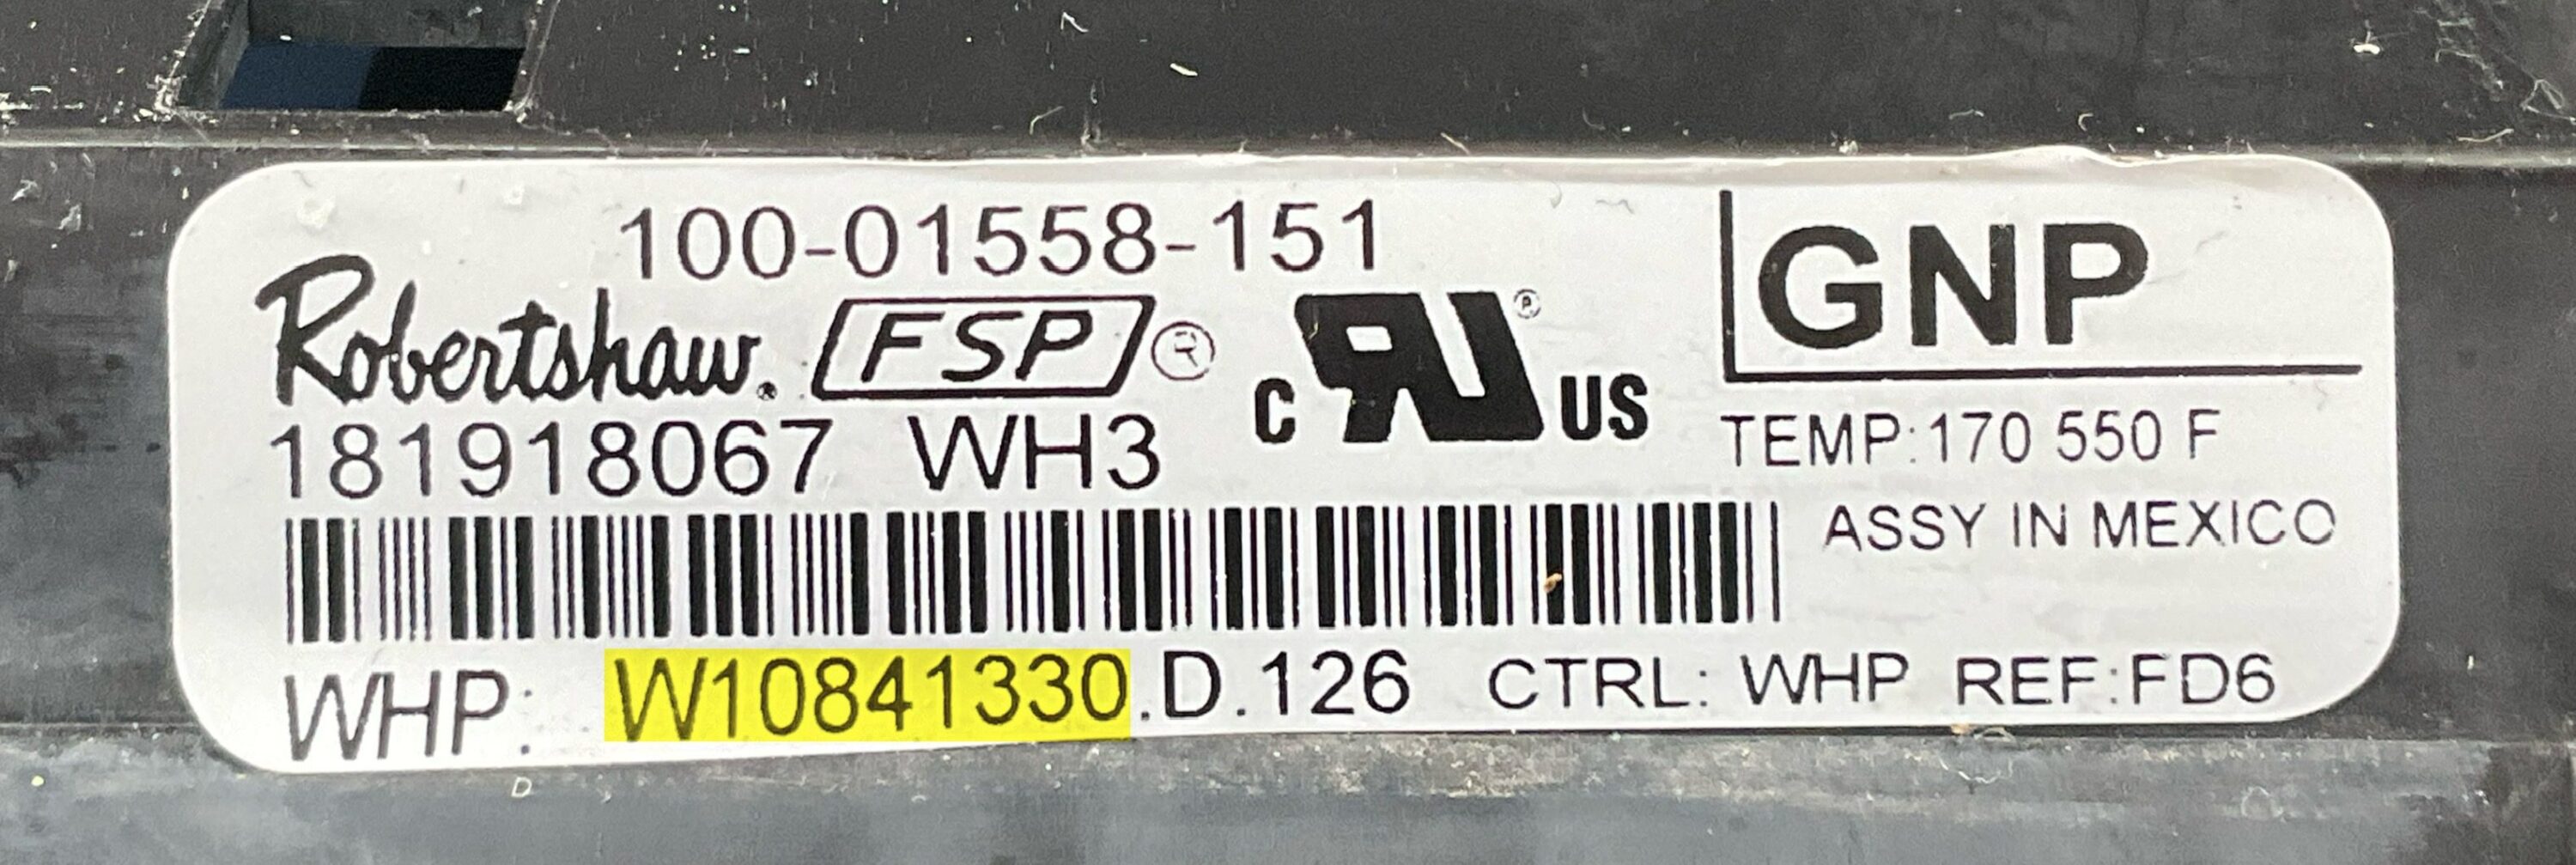 100-01558-151
Robertshaw® FSP®
C RU® US
GNP
181918067 WH3
TEMP:170 550 F
ASSY IN MEXICO
WHP: W10841330.D.126 CTRL: WHP REF:FD6